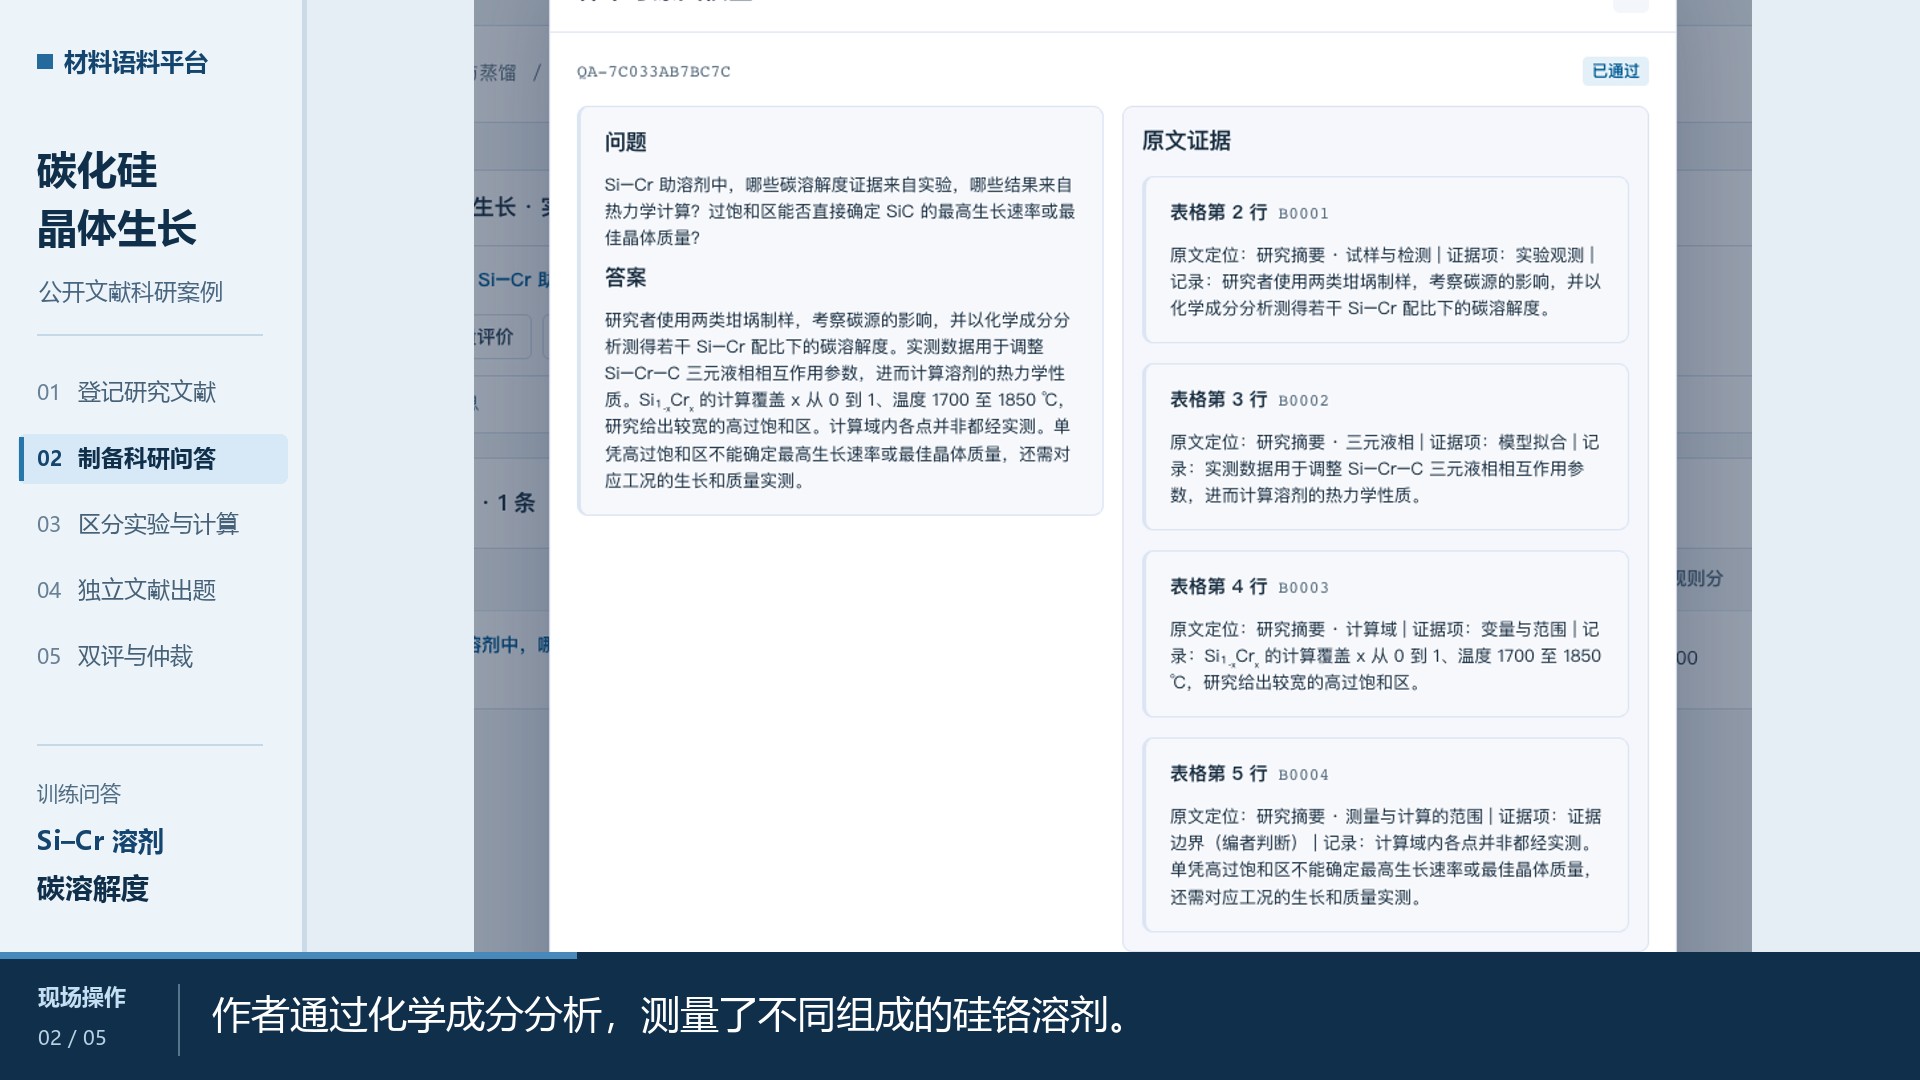 材料语料平台
碳化硅
晶体生长
公开文献科研案例
01 登记研究文献
02 制备科研问答
03 区分实验与计算
04 独立文献出题
05 双评与仲裁
训练问答
Si–Cr 溶剂
碳溶解度
蒸馏 /
生长 ·
Si—Cr
评价
· 1 条
溶剂中，
规则分
00
QA-7C033AB7BC7C
已通过
问题
Si—Cr 助溶剂中，哪些碳溶解度证据来自实验，哪些结果来自
热力学计算？过饱和区能否直接确定 SiC 的最高生长速率或最
佳晶体质量？
答案
研究者使用两类坩埚制样，考察碳源的影响，并以化学成分分
析测得若干 Si—Cr 配比下的碳溶解度。实测数据用于调整
Si—Cr—C 三元液相相互作用参数，进而计算溶剂的热力学性
质。Si₁₋ₓCrₓ 的计算覆盖 x 从 0 到 1、温度 1700 至 1850 ℃，
研究给出较宽的高过饱和区。计算域内各点并非都经实测。单
凭高过饱和区不能确定最高生长速率或最佳晶体质量，还需对
应工况的生长和质量实测。
原文证据
表格第 2 行 B0001
原文定位：研究摘要 · 试样与检测 | 证据项：实验观测 |
记录：研究者使用两类坩埚制样，考察碳源的影响，并以
化学成分分析测得若干 Si—Cr 配比下的碳溶解度。
表格第 3 行 B0002
原文定位：研究摘要 · 三元液相 | 证据项：模型拟合 | 记
录：实测数据用于调整 Si—Cr—C 三元液相相互作用参
数，进而计算溶剂的热力学性质。
表格第 4 行 B0003
原文定位：研究摘要 · 计算域 | 证据项：变量与范围 | 记
录：Si₁₋ₓCrₓ 的计算覆盖 x 从 0 到 1、温度 1700 至 1850
℃，研究给出较宽的高过饱和区。
表格第 5 行 B0004
原文定位：研究摘要 · 测量与计算的范围 | 证据项：证据
边界（编者判断） | 记录：计算域内各点并非都经实测。
单凭高过饱和区不能确定最高生长速率或最佳晶体质量，
还需对应工况的生长和质量实测。
现场操作
02 / 05
作者通过化学成分分析，测量了不同组成的硅铬溶剂。